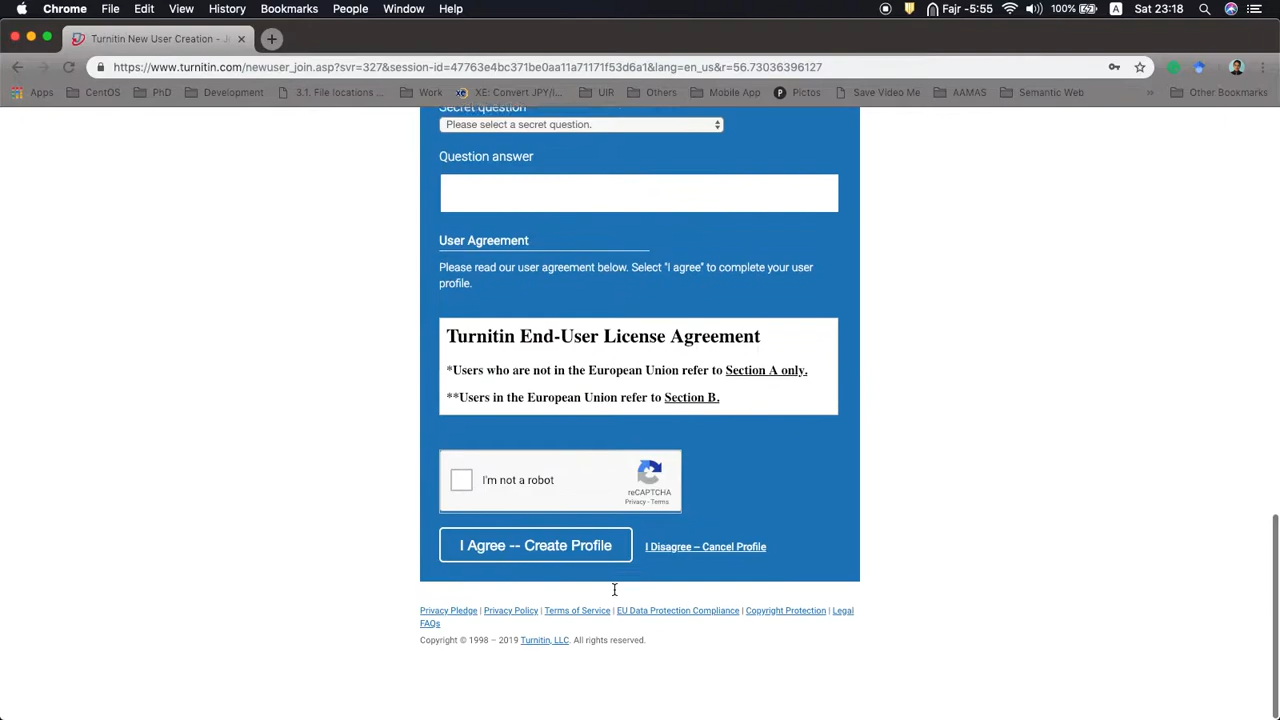 Chrome File Edit View History Bookmarks People Window Help Fajr -5:55 100% A Sat 23:18
Turnitin New User Creation - Jo
https://www.turnitin.com/newuser_join.asp?svr=327&session-id=47763e4bc371be0aa11a71171f53d6a1&lang=en_us&r=56.73036396127
Apps CentOS PhD Development 3.1. File locations ... Work XE: Convert JPY/I... UIR Others Mobile App Pictos Save Video Me AAMAS Semantic Web » Other Bookmarks
Secret question
Please select a secret question.
Question answer
User Agreement
Please read our user agreement below. Select "I agree" to complete your user
profile.
Turnitin End-User License Agreement
*Users who are not in the European Union refer to Section A only.
**Users in the European Union refer to Section B.
I'm not a robot
reCAPTCHA
Privacy - Terms
I Agree -- Create Profile I Disagree – Cancel Profile
Privacy Pledge | Privacy Policy | Terms of Service | EU Data Protection Compliance | Copyright Protection | Legal
FAQs
Copyright © 1998 – 2019 Turnitin, LLC. All rights reserved.